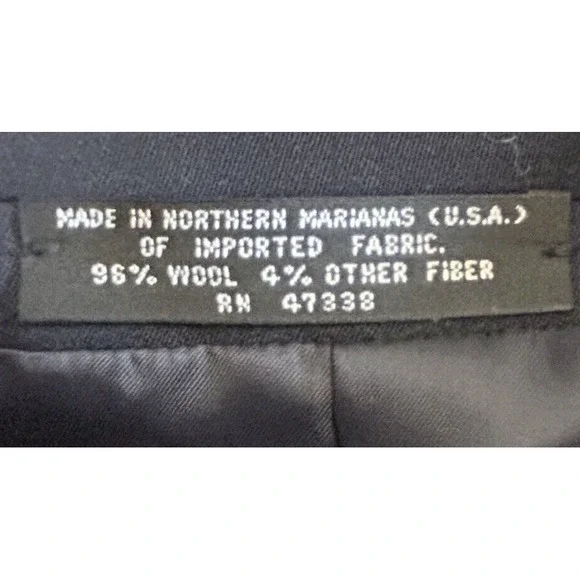 MADE IN NORTHERN MARIANAS (U.S.A.)
OF IMPORTED FABRIC.
96% WOOL 4% OTHER FIBER
RN 47338